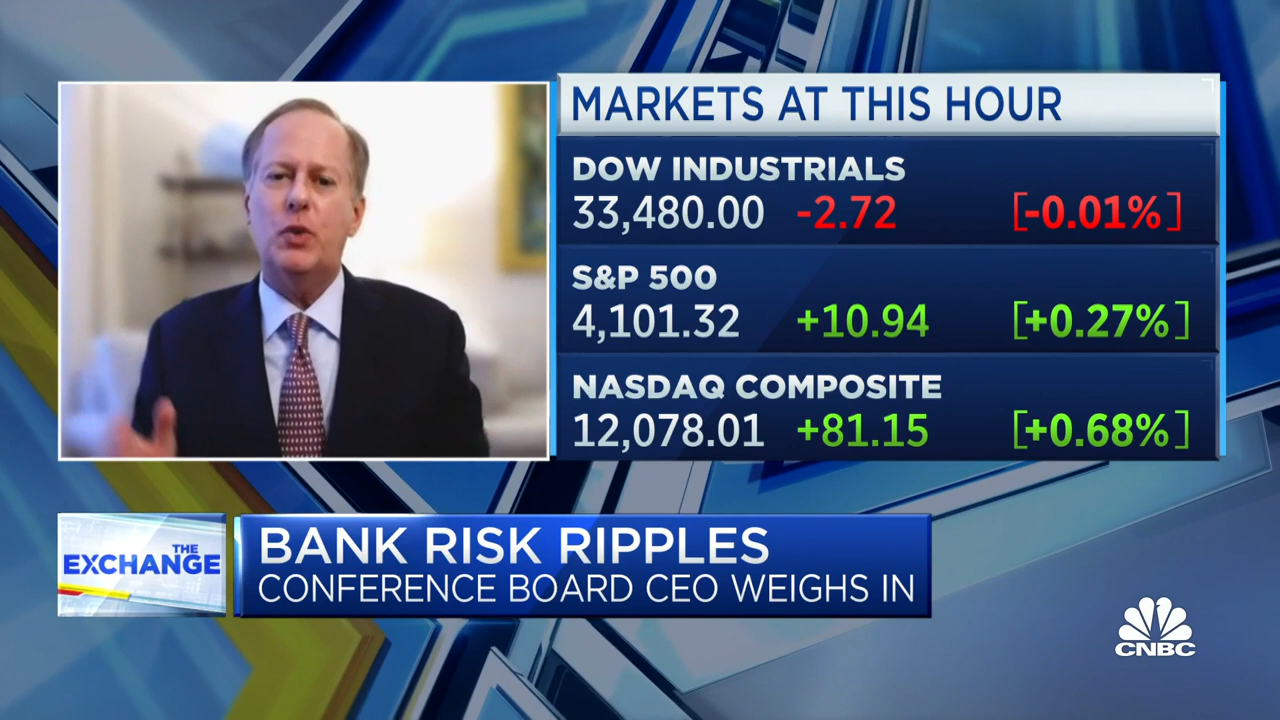 MARKETS AT THIS HOUR
DOW INDUSTRIALS
33,480.00 -2.72 [-0.01%]
S&P 500
4,101.32 +10.94 [+0.27%]
NASDAQ COMPOSITE
12,078.01 +81.15 [+0.68%]
THE
EXCHANGE
BANK RISK RIPPLES
CONFERENCE BOARD CEO WEIGHS IN
CNBC